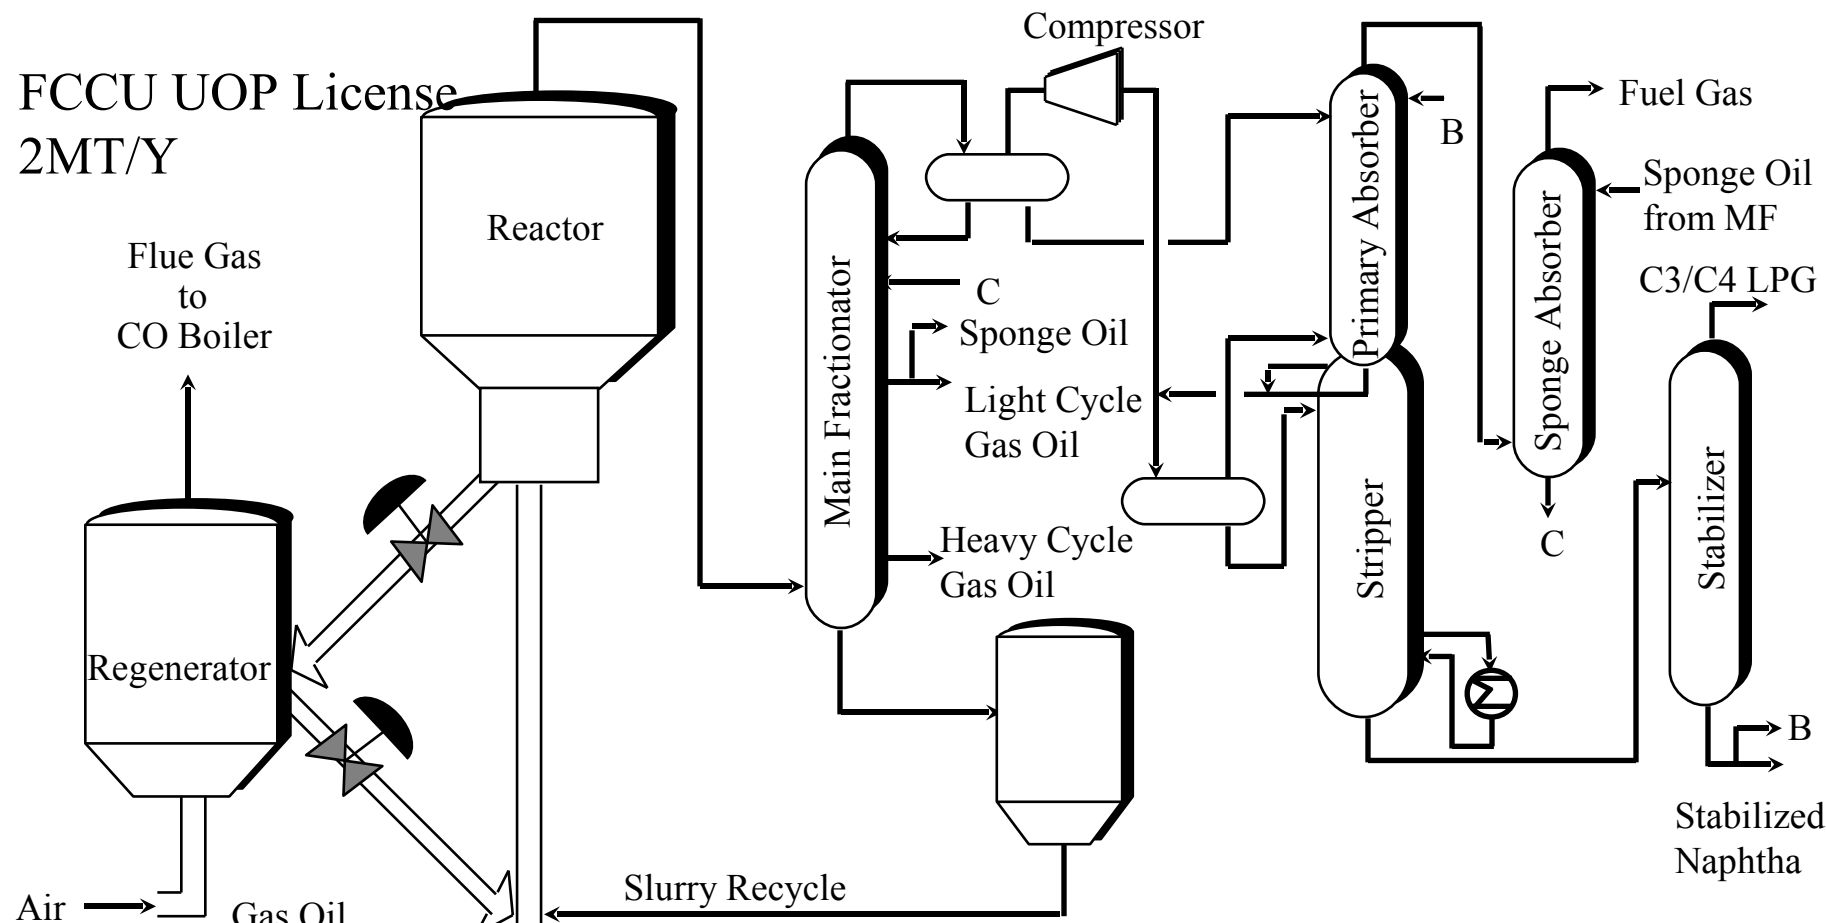 FCCU UOP License
2MT/Y
Compressor
Reactor
Flue Gas
to
CO Boiler
Regenerator
Air
Gas Oil
Slurry Recycle
Main Fractionator
C
Sponge Oil
Light Cycle
Gas Oil
Heavy Cycle
Gas Oil
Primary Absorber
B
Stripper
Sponge Absorber
Fuel Gas
Sponge Oil
from MF
C3/C4 LPG
C
Stabilizer
B
Stabilized
Naphtha